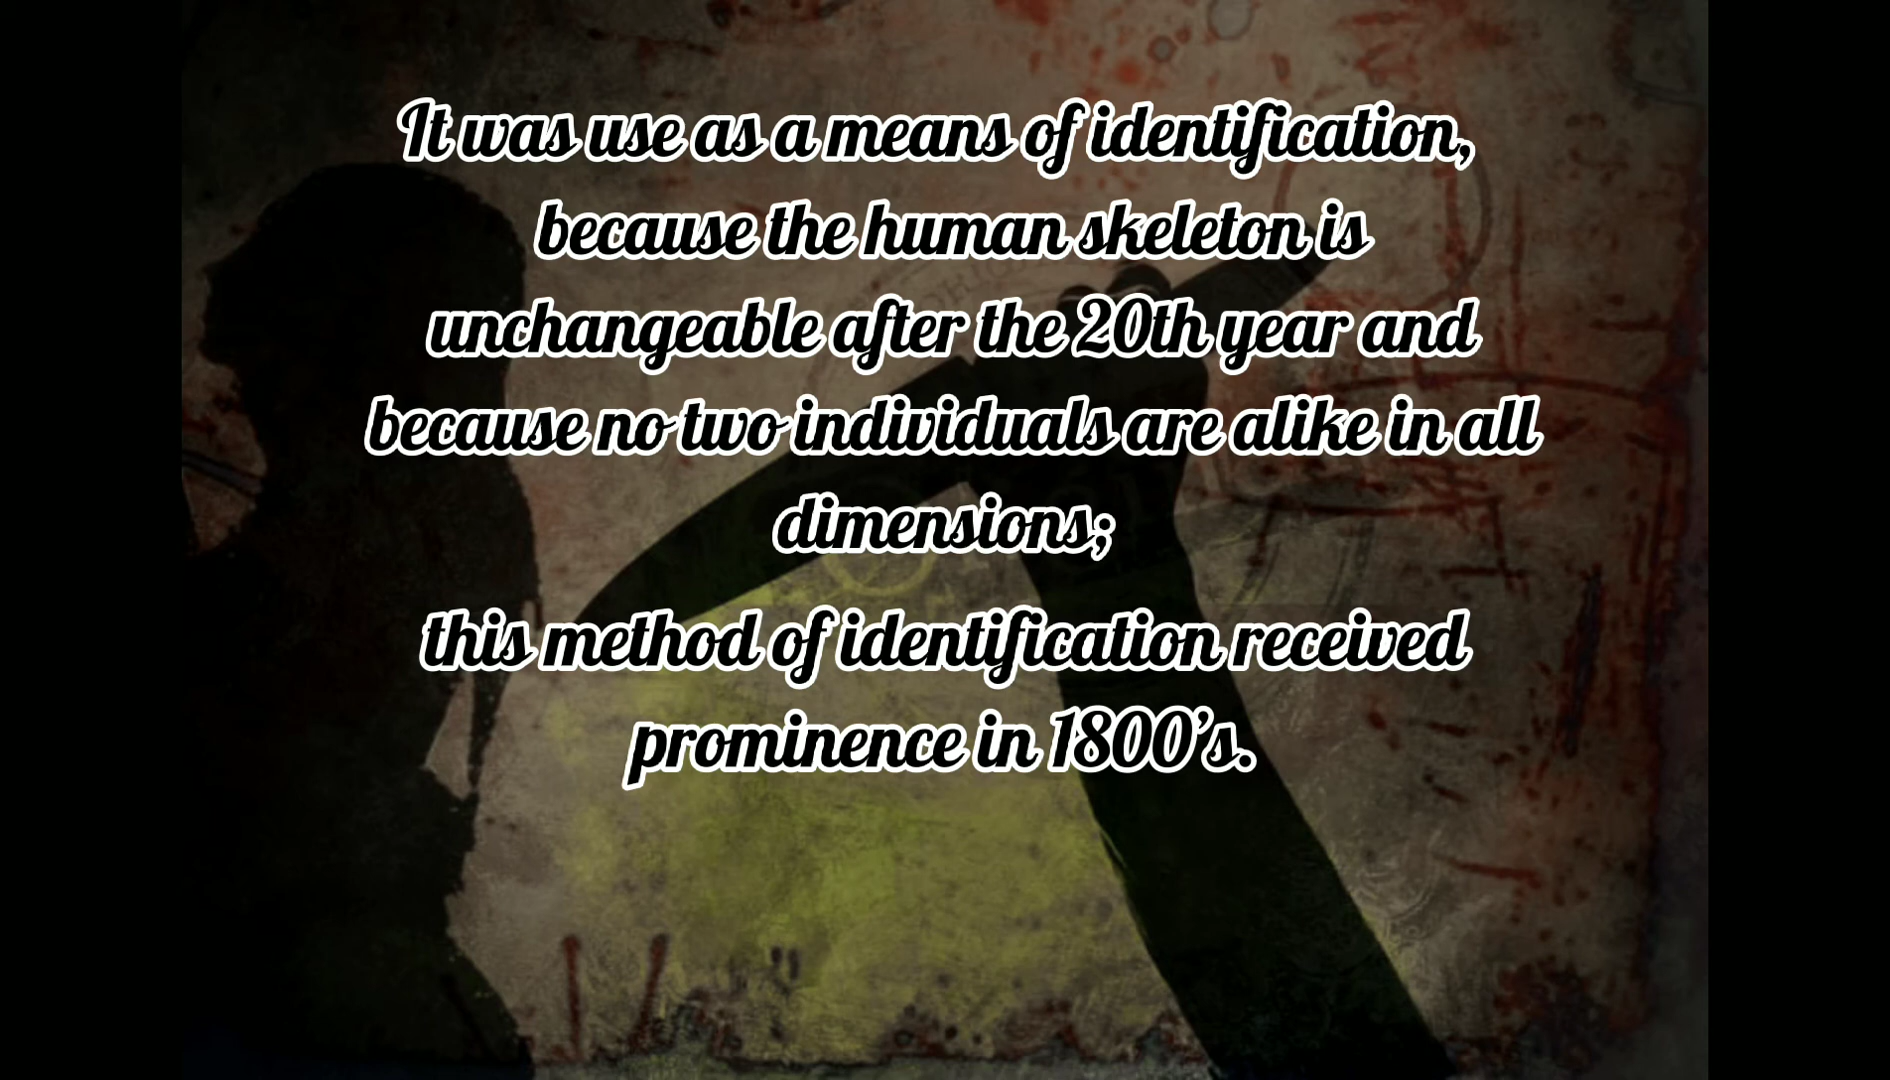 It was use as a means of identification,
because the human skeleton is
unchangeable after the 20th year and
because no two individuals are alike in all
dimensions;
this method of identification received
prominence in 1800's.